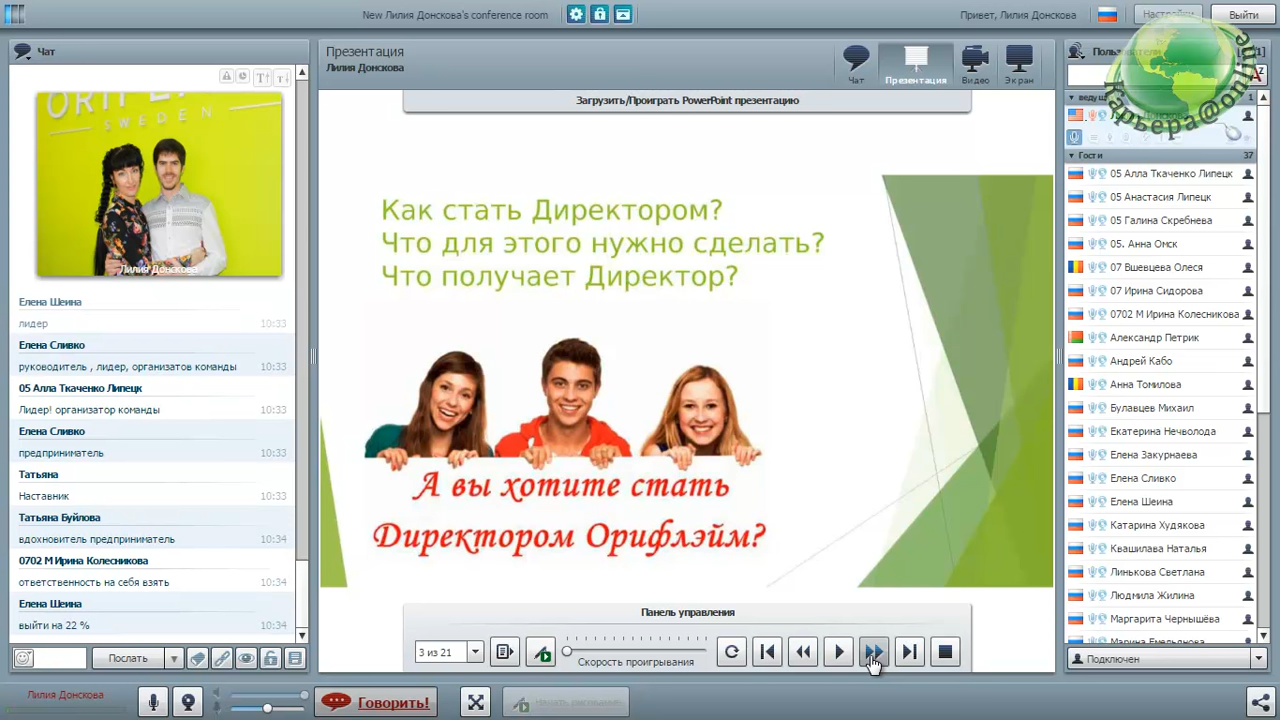 New Лилия Донскова's conference room
Привет, Лилия Донскова
Настройки
Выйти
Чат
ORIFLAME
SWEDEN
Лилия Донскова
Елена Шеина
лидер 10:33
Елена Сливко
руководитель , лидер, организатов команды 10:33
05 Алла Ткаченко Липецк
Лидер! организатор команды 10:33
Елена Сливко
предприниматель 10:33
Татьяна
Наставник 10:33
Татьяна Буйлова
вдохновитель предприниматель 10:34
0702 М Ирина Колесникова
ответственность на себя взять 10:34
Елена Шеина
выйти на 22 % 10:34
Послать
Презентация
Лилия Донскова
Чат
Презентация
Видео
Экран
Загрузить/Проиграть PowerPoint презентацию
Как стать Директором?
Что для этого нужно сделать?
Что получает Директор?
А вы хотите стать
Директором Орифлэйм?
Панель управления
3 из 21
Скорость проигрывания
Карьера@online
Гости 37
05 Алла Ткаченко Липецк
05 Анастасия Липецк
05 Галина Скребнева
05. Анна Омск
07 Вшевцева Олеся
07 Ирина Сидорова
0702 М Ирина Колесникова
Александр Петрик
Андрей Кабо
Анна Томилова
Булавцев Михаил
Екатерина Нечволода
Елена Закурнаева
Елена Сливко
Елена Шеина
Катарина Худякова
Квашилава Наталья
Линькова Светлана
Людмила Жилина
Маргарита Чернышёва
Марина Емельянова
Подключен
Лилия Донскова
Говорить!
Начать рисование